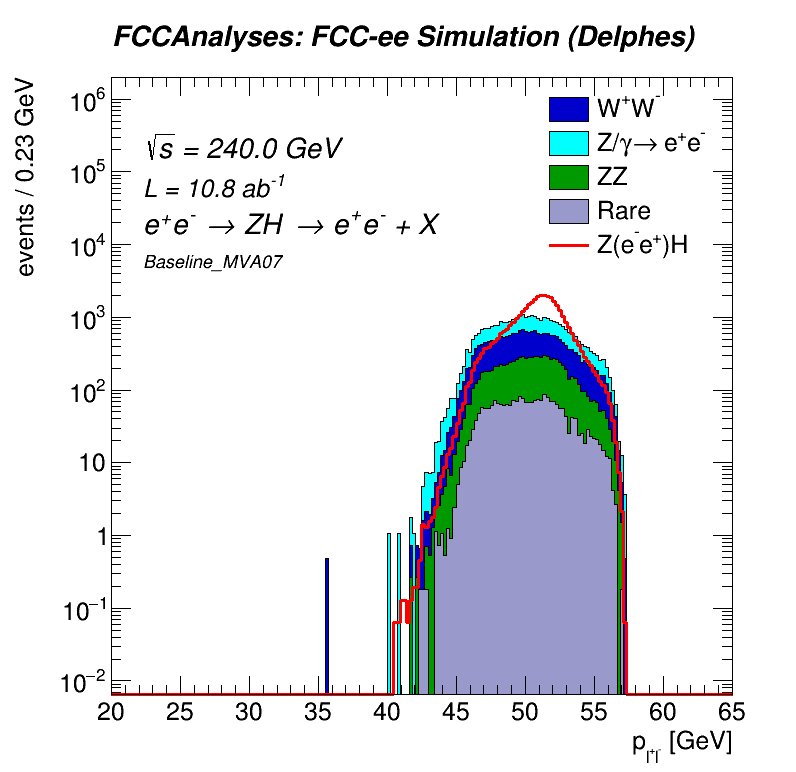 FCCAnalyses: FCC-ee Simulation (Delphes)
events / 0.23 GeV
10⁶
10⁵
10⁴
10³
10²
10
1
10⁻¹
10⁻²
√s = 240.0 GeV
L = 10.8 ab⁻¹
e⁺e⁻ → ZH → e⁺e⁻ + X
Baseline_MVA07
W⁺W⁻
Z/γ→ e⁺e⁻
ZZ
Rare
Z(e⁻e⁺)H
20 25 30 35 40 45 50 55 60 65
p_{l⁺l⁻} [GeV]